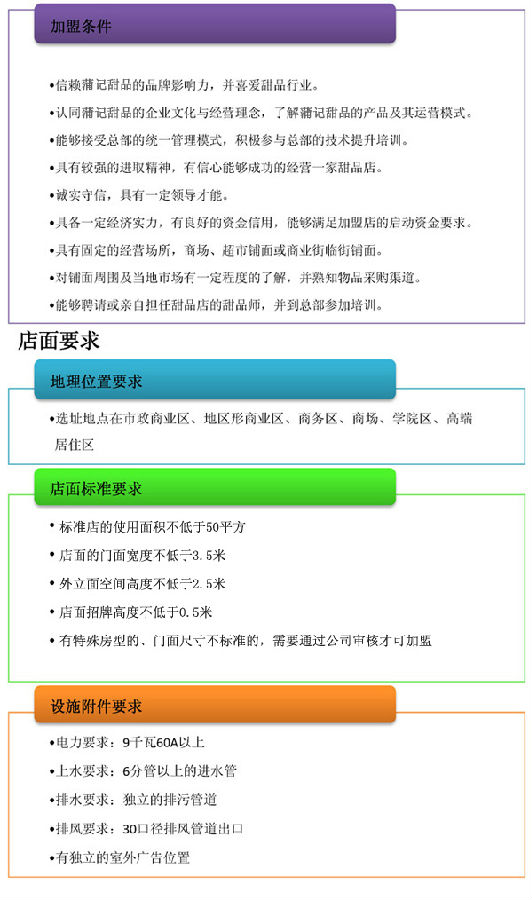 加盟条件
•信赖蒲记甜品的品牌影响力，并喜爱甜品行业。
•认同蒲记甜品的企业文化与经营理念，了解蒲记甜品的产品及其运营模式。
•能够接受总部的统一管理模式，积极参与总部的技术提升培训。
•具有较强的进取精神，有信心能够成功的经营一家甜品店。
•诚实守信，具有一定领导才能。
•具各一定经济实力，有良好的资金信用，能够满足加盟店的启动资金要求。
•具有固定的经营场所，商场、超市铺面或商业街临街铺面。
•对铺面周围及当地市场有一定程度的了解，并熟知物品采购渠道。
•能够聘请或亲自担任甜品店的甜品师，并到总部参加培训。
店面要求
地理位置要求
•选址地点在市政商业区、地区形商业区、商务区、商场、学院区、高端
居住区
店面标准要求
• 标准店的使用面积不低于50平方
• 店面的门面宽度不低于3.5米
• 外立面空间高度不低于2.5米
• 店面招牌高度不低于0.5米
• 有特殊房型的、门面尺寸不标准的，需要通过公司审核才可加盟
设施附件要求
•电力要求：9千瓦60A以上
•上水要求：6分管以上的进水管
•排水要求：独立的排污管道
•排风要求：30口径排风管道出口
•有独立的室外广告位置